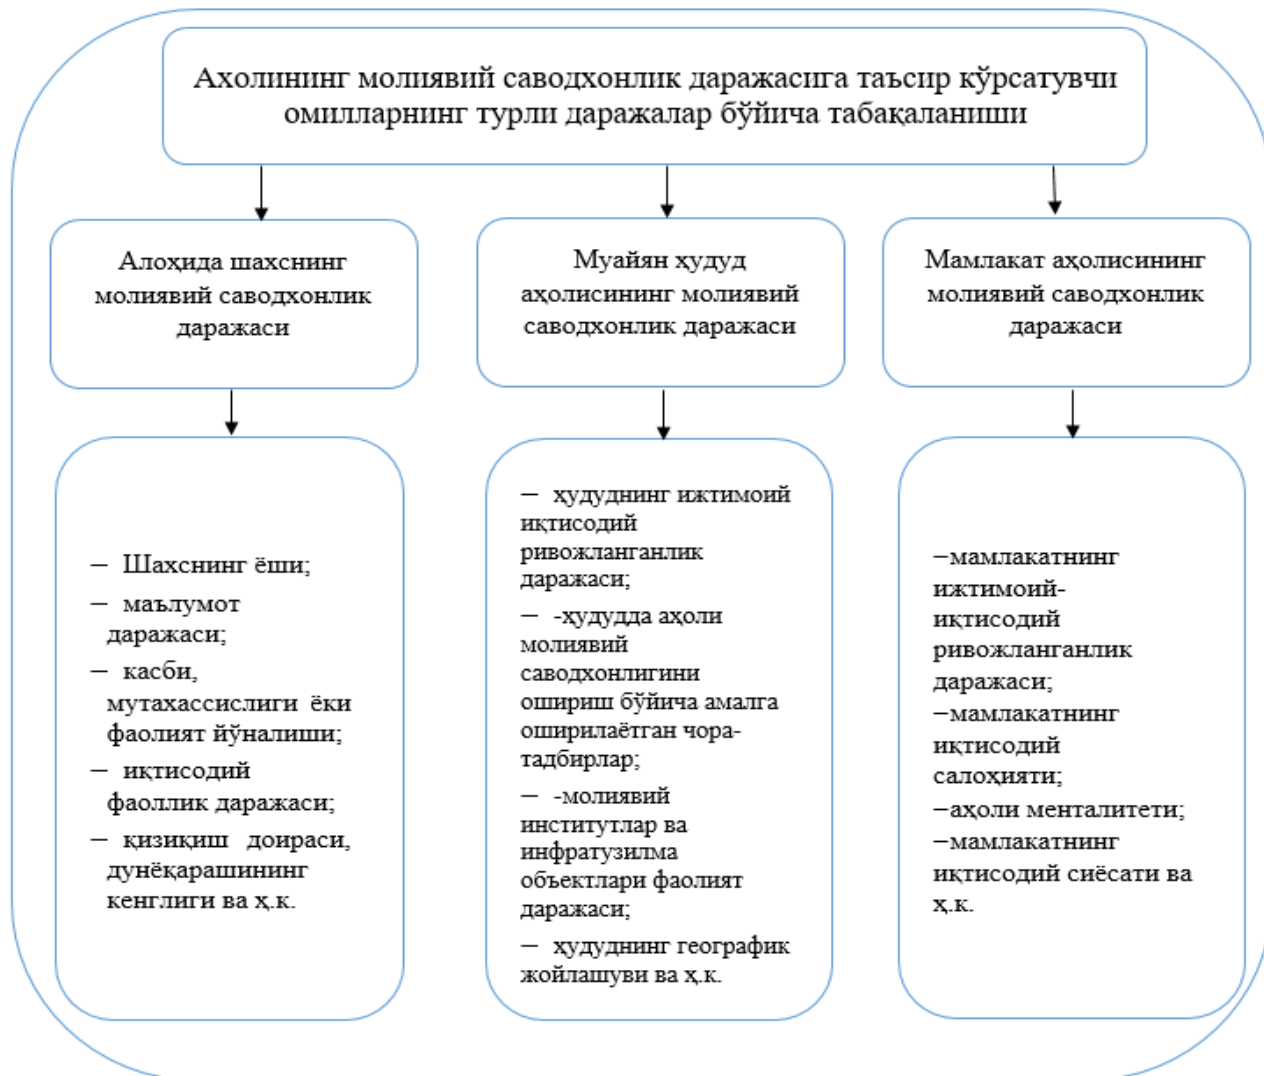 Ахолининг молиявий саводхонлик даражасига таъсир кўрсатувчи
омилларнинг турли даражалар бўйича табақаланиши
Алоҳида шахснинг
молиявий саводхонлик
даражаси
Муайян ҳудуд
аҳолисининг молиявий
саводхонлик даражаси
Мамлакат аҳолисининг
молиявий саводхонлик
даражаси
– Шахснинг ёши;
– маълумот
даражаси;
– касби,
мутахассислиги ёки
фаолият йўналиши;
– иқтисодий
фаоллик даражаси;
– қизиқиш доираси,
дунёқарашининг
кенглиги ва ҳ.к.
– ҳудуднинг ижтимоий
иқтисодий
ривожланганлик
даражаси;
– -ҳудудда аҳоли
молиявий
саводхонлигини
ошириш бўйича амалга
оширилаётган чора-
тадбирлар;
– -молиявий
институтлар ва
инфратузилма
объектлари фаолият
даражаси;
– ҳудуднинг географик
жойлашуви ва ҳ.к.
–мамлакатнинг
ижтимоий-
иқтисодий
ривожланганлик
даражаси;
–мамлакатнинг
иқтисодий
салоҳияти;
–аҳоли менталитети;
–мамлакатнинг
иқтисодий сиёсати ва
ҳ.к.